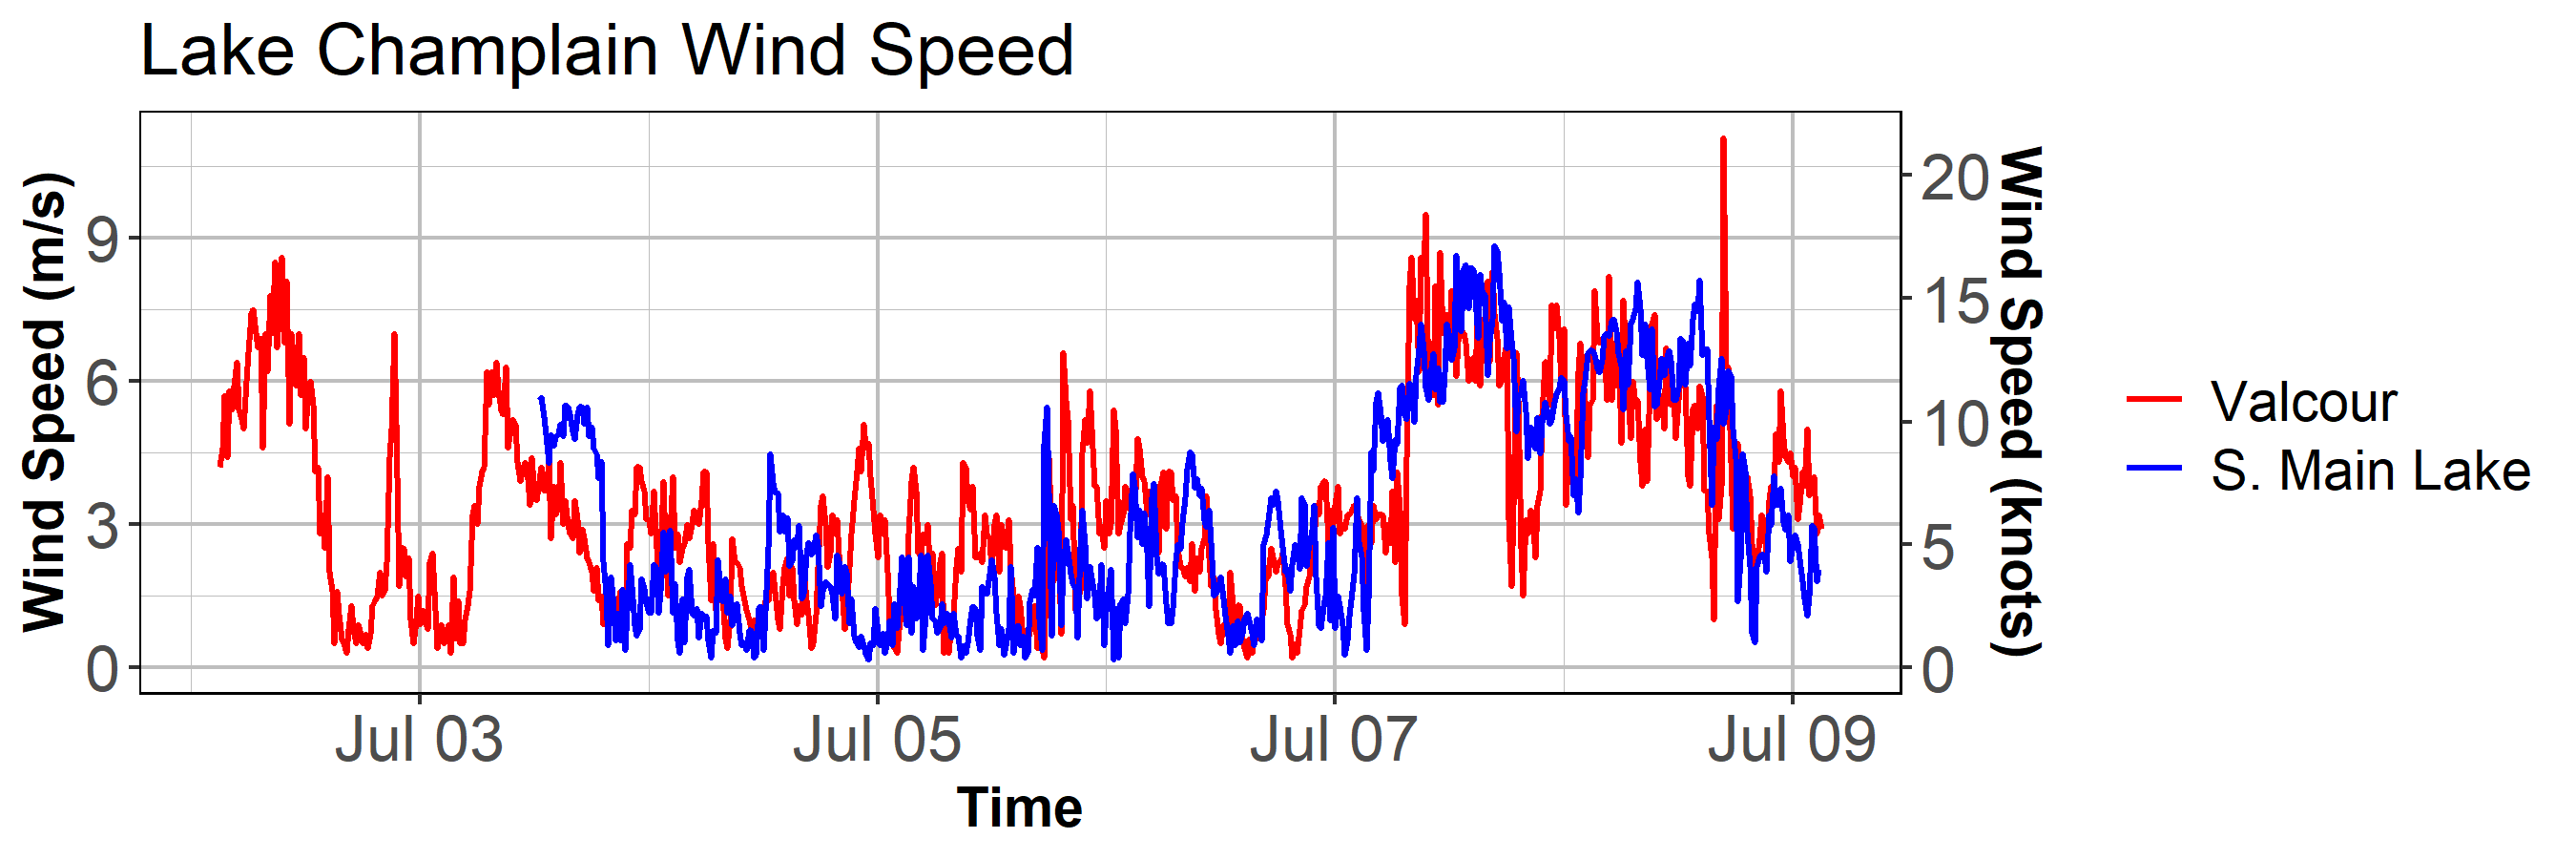 Lake Champlain Wind Speed
Wind Speed (m/s)
9
6
3
0
20
15
10
5
0
Wind Speed (knots)
Jul 03
Jul 05
Jul 07
Jul 09
Time
Valcour
S. Main Lake